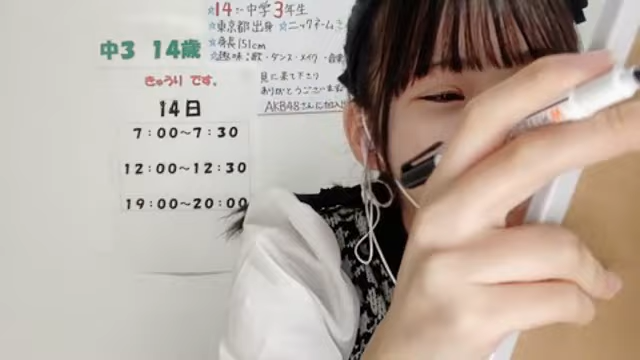 ☆14才 中学3年生
☆東京都出身 ☆ニックネーム
☆身長151cm
☆趣味:歌・ダンス・メイク・
見に来て下さり
ありがとうございます
AKB48さんに加入
中3 14歳
きゅうり です。
14日
7:00~7:30
12:00~12:30
19:00~20:00